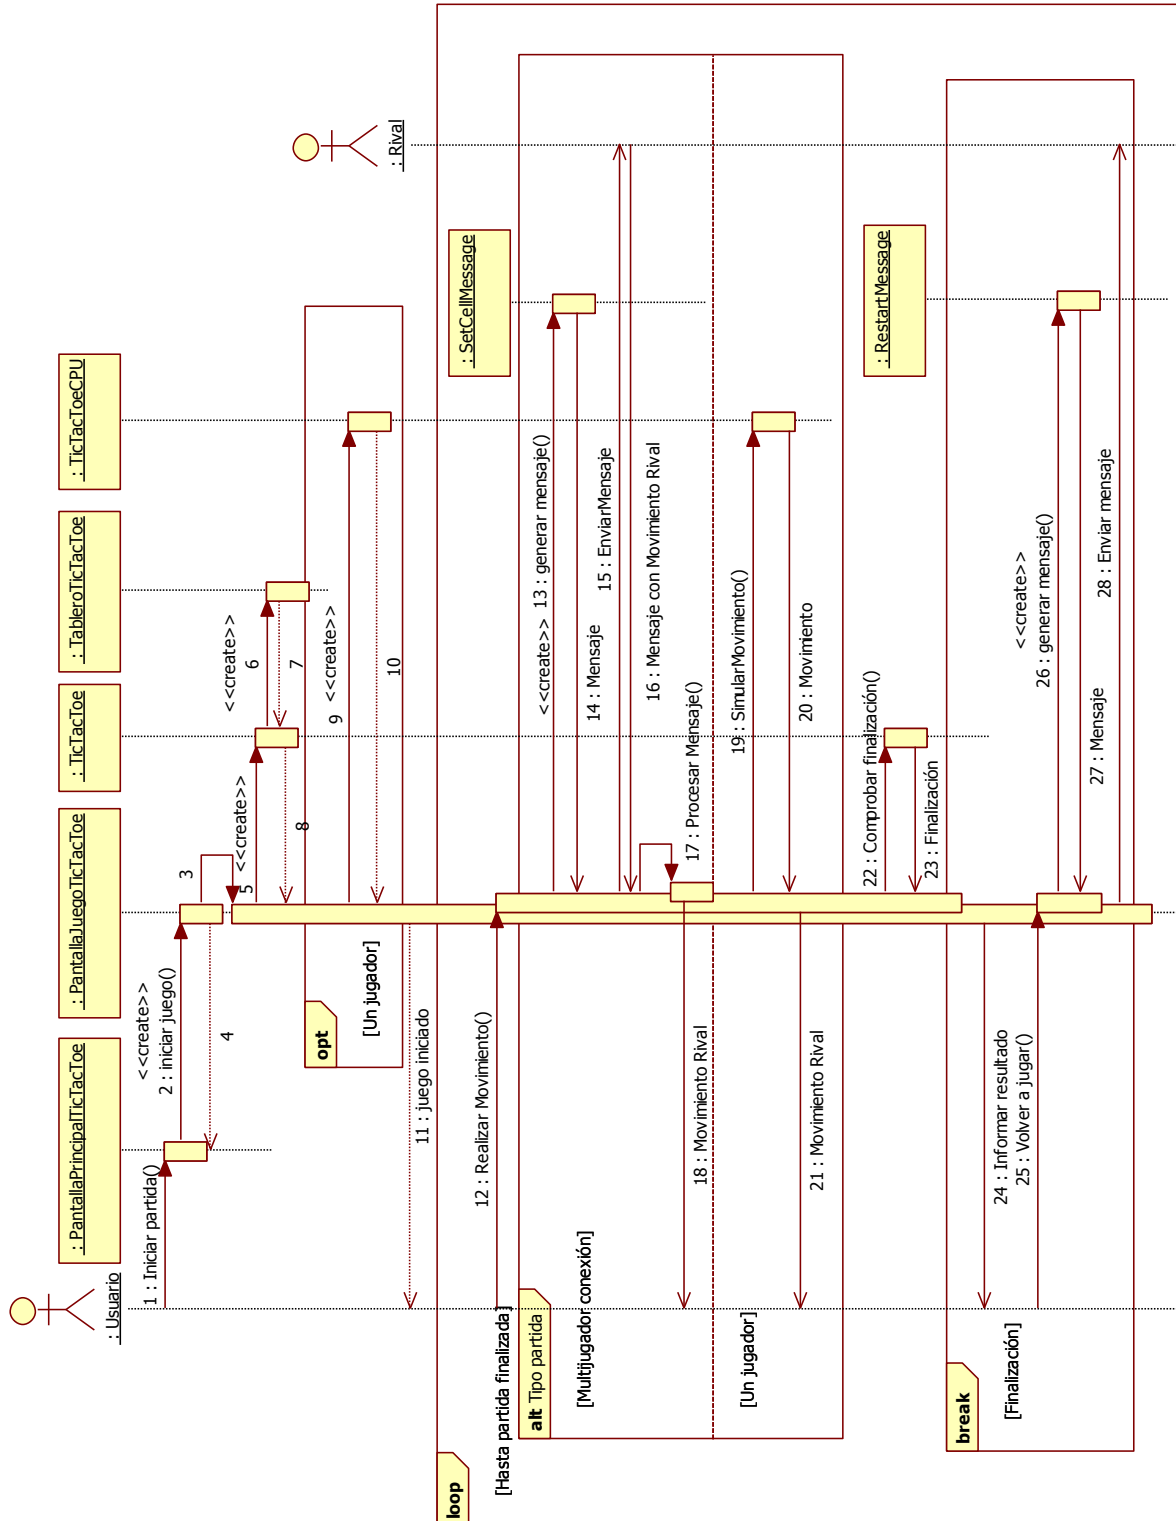 : Usuario
: PantallaPrincipalTicTacToe
: PantallaJuegoTicTacToe
: TicTacToe
: TableroTicTacToe
: TicTacToeCPU
: Rival
1 : Iniciar partida()
<<create>>
2 : iniciar juego()
3
4
<<create>>
5
<<create>>
6
7
8
opt
[Un jugador]
9 <<create>>
10
11 : juego iniciado
loop
[Hasta partida finalizada]
: SetCellMessage
12 : Realizar Movimiento()
alt Tipo partida
[Multijugador conexión]
<<create>> 13 : generar mensaje()
14 : Mensaje
15 : EnviarMensaje
16 : Mensaje con Movimiento Rival
17 : Procesar Mensaje()
18 : Movimiento Rival
[Un jugador]
19 : SimularMovimiento()
20 : Movimiento
21 : Movimiento Rival
: RestartMessage
22 : Comprobar finalización()
23 : Finalización
break
[Finalización]
24 : Informar resultado
25 : Volver a jugar()
<<create>>
26 : generar mensaje()
27 : Mensaje
28 : Enviar mensaje